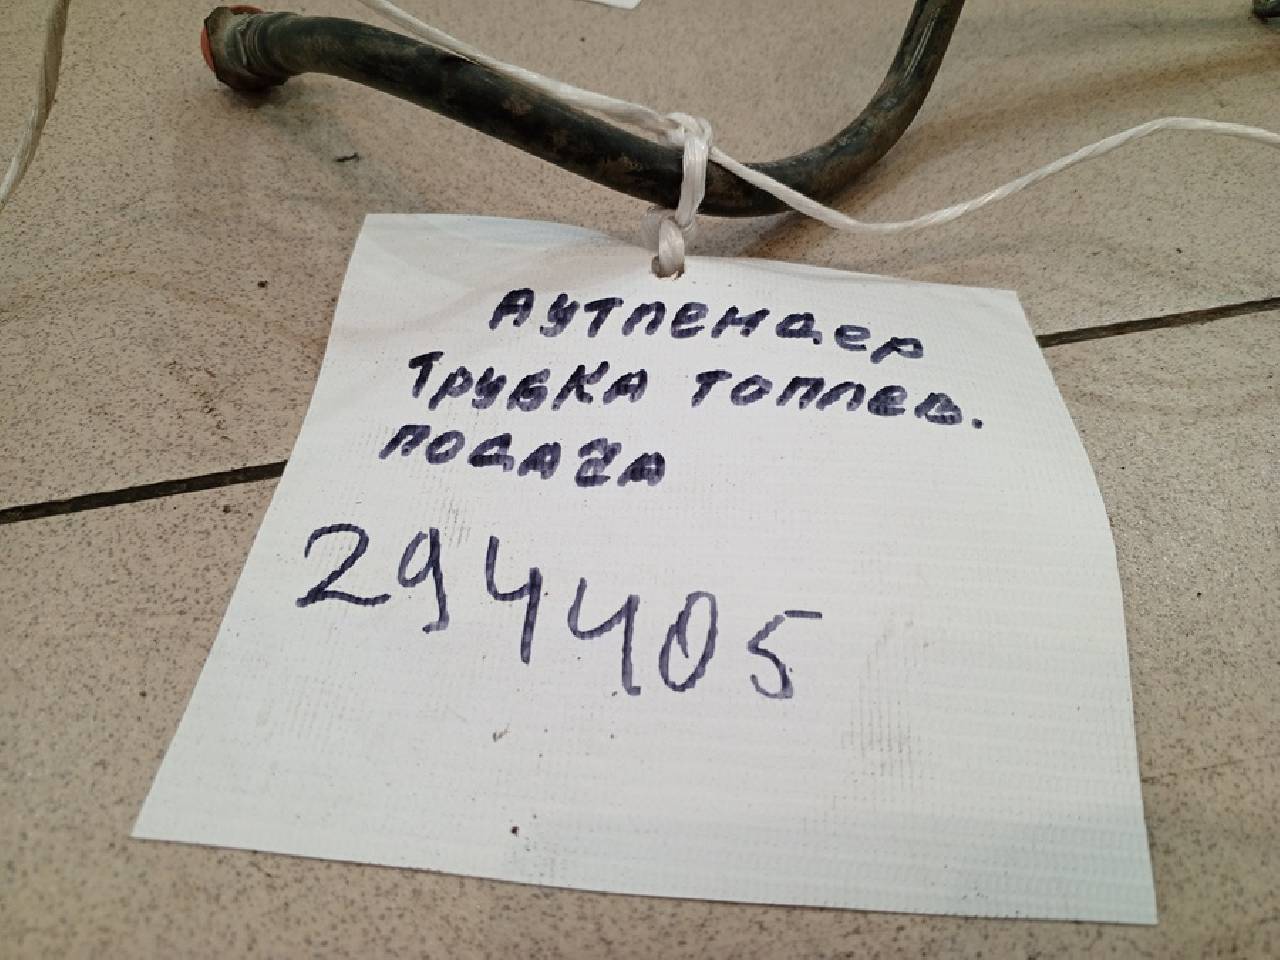 Аутлендер
Трубка топлев.
подача
294405